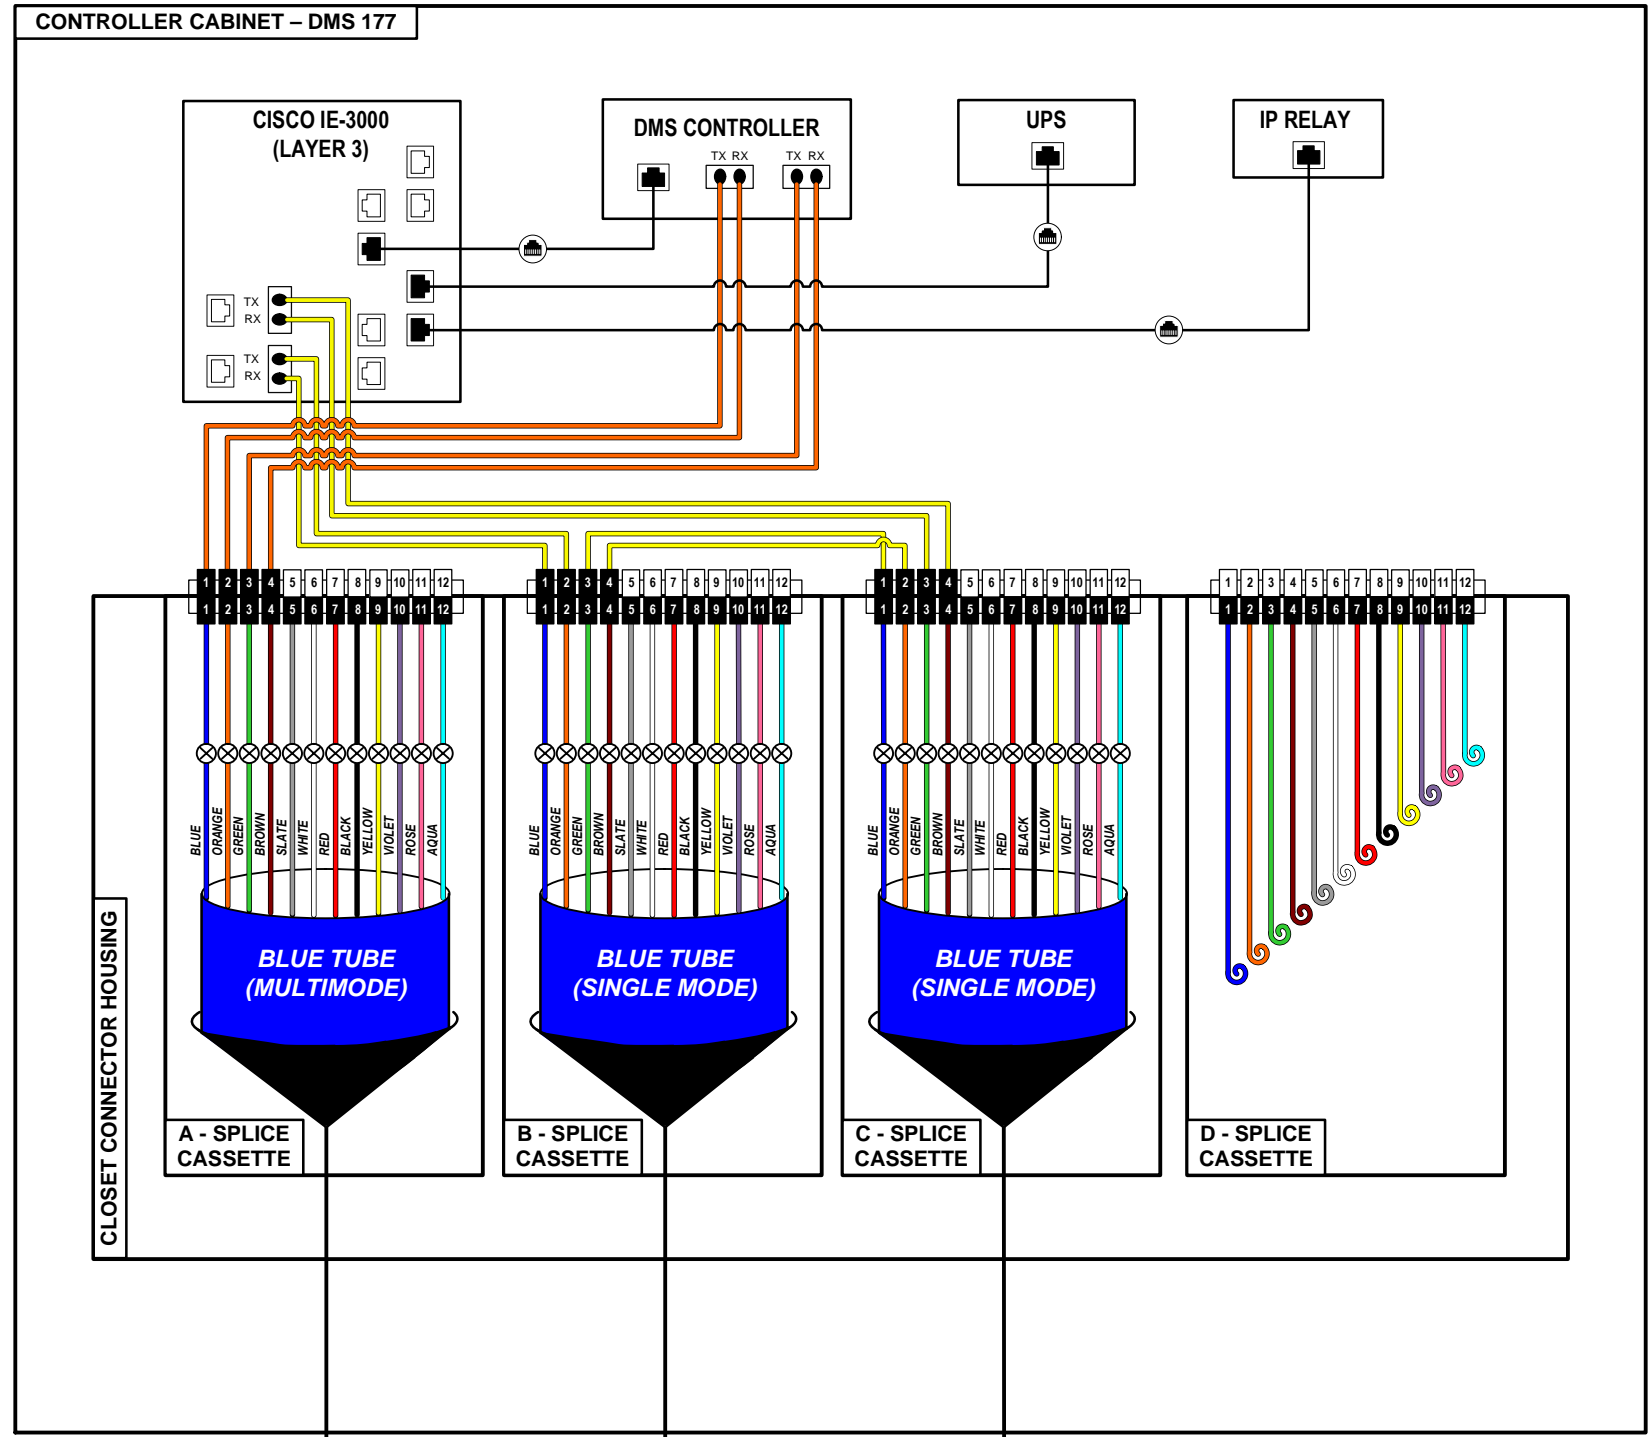 CONTROLLER CABINET – DMS 177
CISCO IE-3000
(LAYER 3)
TX
RX
TX
RX
DMS CONTROLLER
TX RX
TX RX
UPS
IP RELAY
1 2 3 4 5 6 7 8 9 10 11 12
1 2 3 4 5 6 7 8 9 10 11 12
BLUE
ORANGE
GREEN
BROWN
SLATE
WHITE
RED
BLACK
YELLOW
VIOLET
ROSE
AQUA
BLUE TUBE
(MULTIMODE)
A - SPLICE
CASSETTE
1 2 3 4 5 6 7 8 9 10 11 12
1 2 3 4 5 6 7 8 9 10 11 12
BLUE
ORANGE
GREEN
BROWN
SLATE
WHITE
RED
BLACK
YELLOW
VIOLET
ROSE
AQUA
BLUE TUBE
(SINGLE MODE)
B - SPLICE
CASSETTE
1 2 3 4 5 6 7 8 9 10 11 12
1 2 3 4 5 6 7 8 9 10 11 12
BLUE
ORANGE
GREEN
BROWN
SLATE
WHITE
RED
BLACK
YELLOW
VIOLET
ROSE
AQUA
BLUE TUBE
(SINGLE MODE)
C - SPLICE
CASSETTE
1 2 3 4 5 6 7 8 9 10 11 12
1 2 3 4 5 6 7 8 9 10 11 12
D - SPLICE
CASSETTE
CLOSET CONNECTOR HOUSING